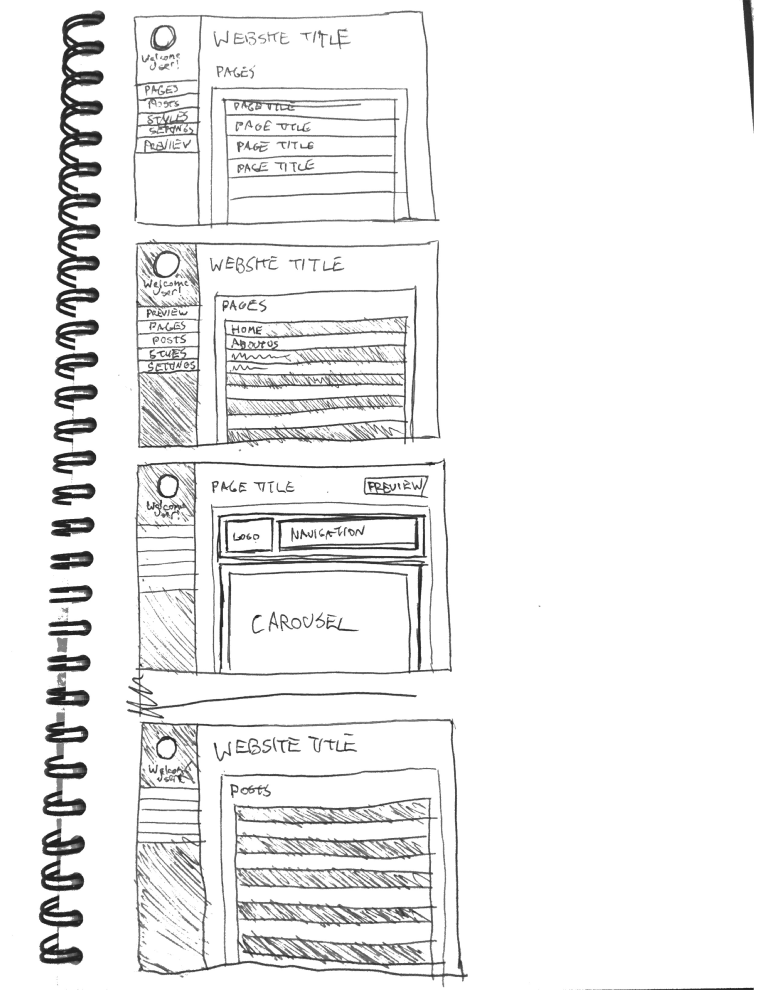 WEBSITE TITLE
Welcome
User!
PAGES
PAGES
POSTS
STYLES
SETTINGS
PREVIEW
PAGE TITLE
PAGE TITLE
PAGE TITLE
PAGE TITLE
WEBSITE TITLE
Welcome
User!
PREVIEW
PAGES
POSTS
STYLES
SETTINGS
PAGES
HOME
ABOUT US
PAGE TITLE
PREVIEW
Welcome
User!
LOGO
NAVIGATION
CAROUSEL
WEBSITE TITLE
Welcome
User!
POSTS